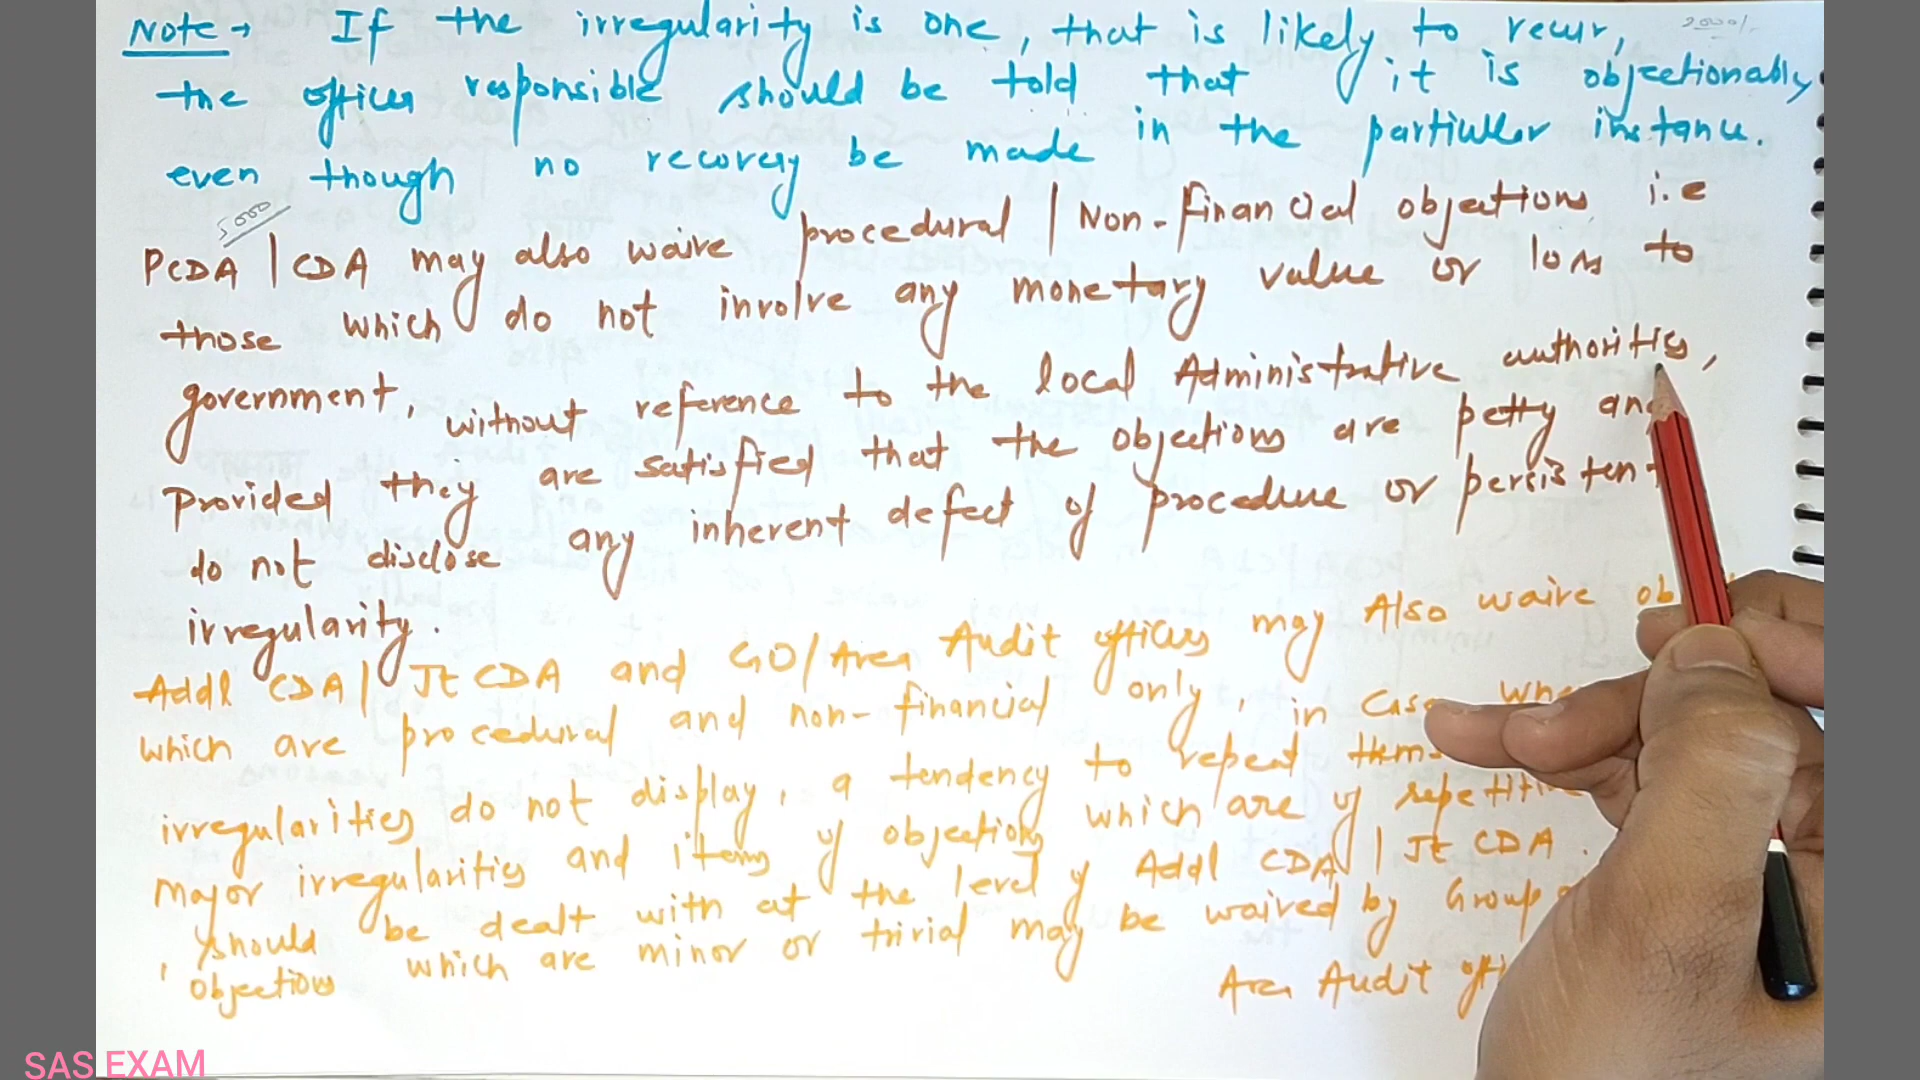 Note → If the irregularity is one, that is likely to recur,
the officer responsible should be told that it is objectionably
even though no recovery be made in the particuler instance.
5000
PCDA | CDA may also waive procedural | Non-financial objections i.e
those which do not involve any monetary value or loss to
government, without reference to the local Administrative authorities,
Provided they are satisfied that the objections are petty and
do not disclose any inherent defect of procedure or persistent
irregularity.
Addl CDA | Jt CDA and GO/Area Audit officers may Also waive
which are procedural and non-financial only, in case
irregularities do not display, a tendency to repeat
Major irregularities and items of objections which are of
should be dealt with at the level of Addl CDA | Jt CDA.
objections which are minor or trivial may be waived by Group
Area Audit
SAS EXAM